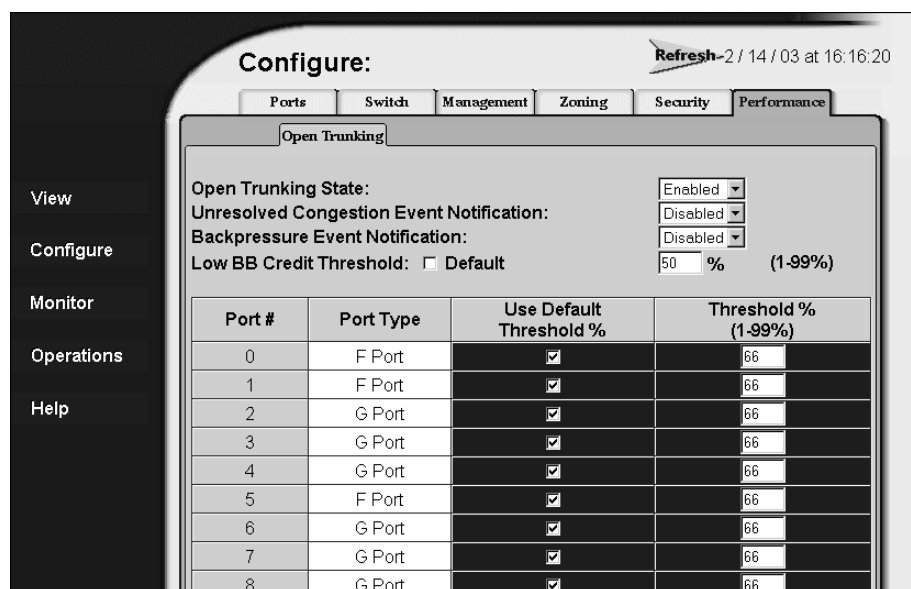 Configure:
Refresh-2 / 14 / 03 at 16:16:20
Ports Switch Management Zoning Security Performance
Open Trunking
View
Configure
Monitor
Operations
Help
Open Trunking State: Enabled
Unresolved Congestion Event Notification: Disabled
Backpressure Event Notification: Disabled
Low BB Credit Threshold: Default 50 % (1-99%)
Port # Port Type Use Default Threshold % Threshold % (1-99%)
0 F Port 66
1 F Port 66
2 G Port 66
3 G Port 66
4 G Port 66
5 F Port 66
6 G Port 66
7 G Port 66
8 G Port 66